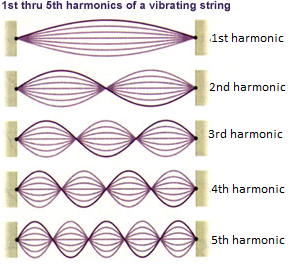 1st thru 5th harmonics of a vibrating string
1st harmonic
2nd harmonic
3rd harmonic
4th harmonic
5th harmonic